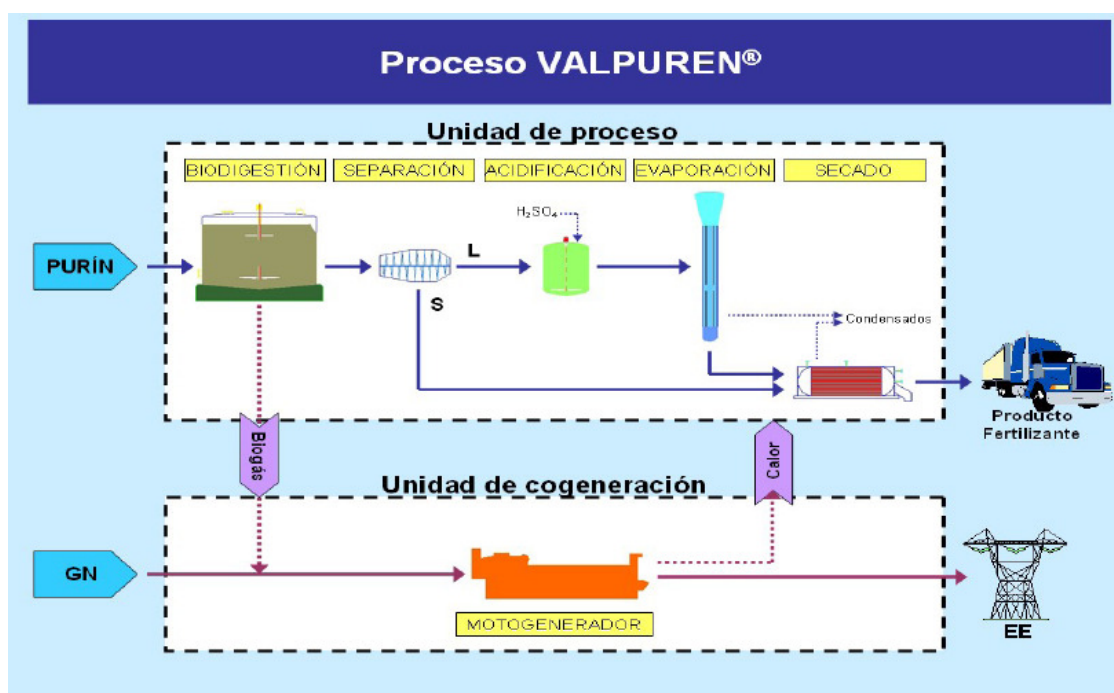 Proceso VALPUREN®
Unidad de proceso
BIODIGESTIÓN
SEPARACIÓN
ACIDIFICACIÓN
EVAPORACIÓN
SECADO
H₂SO₄
PURÍN
L
S
Condensados
Producto
Fertilizante
Biogás
Calor
Unidad de cogeneración
GN
MOTOGENERADOR
EE